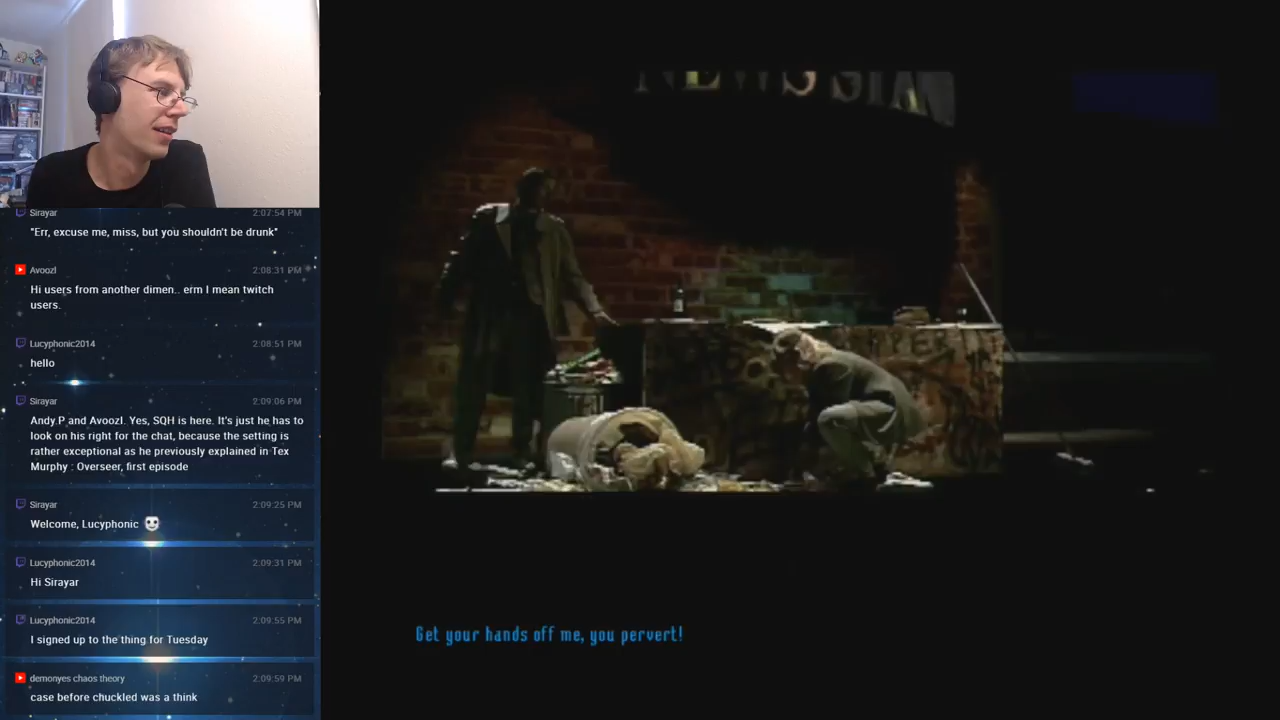 Sirayar 2:07:54 PM
"Err, excuse me, miss, but you shouldn't be drunk"
Avoozl 2:08:31 PM
Hi users from another dimen.. erm I mean twitch
users.
Lucyphonic2014 2:08:51 PM
hello
Sirayar 2:09:06 PM
Andy.P and Avoozl. Yes, SQH is here. It's just he has to
look on his right for the chat, because the setting is
rather exceptional as he previously explained in Tex
Murphy : Overseer, first episode
Sirayar 2:09:25 PM
Welcome, Lucyphonic
Lucyphonic2014 2:09:31 PM
Hi Sirayar
Lucyphonic2014 2:09:55 PM
I signed up to the thing for Tuesday
demonyes chaos theory 2:09:59 PM
case before chuckled was a think
NEWS STAN
Get your hands off me, you pervert!